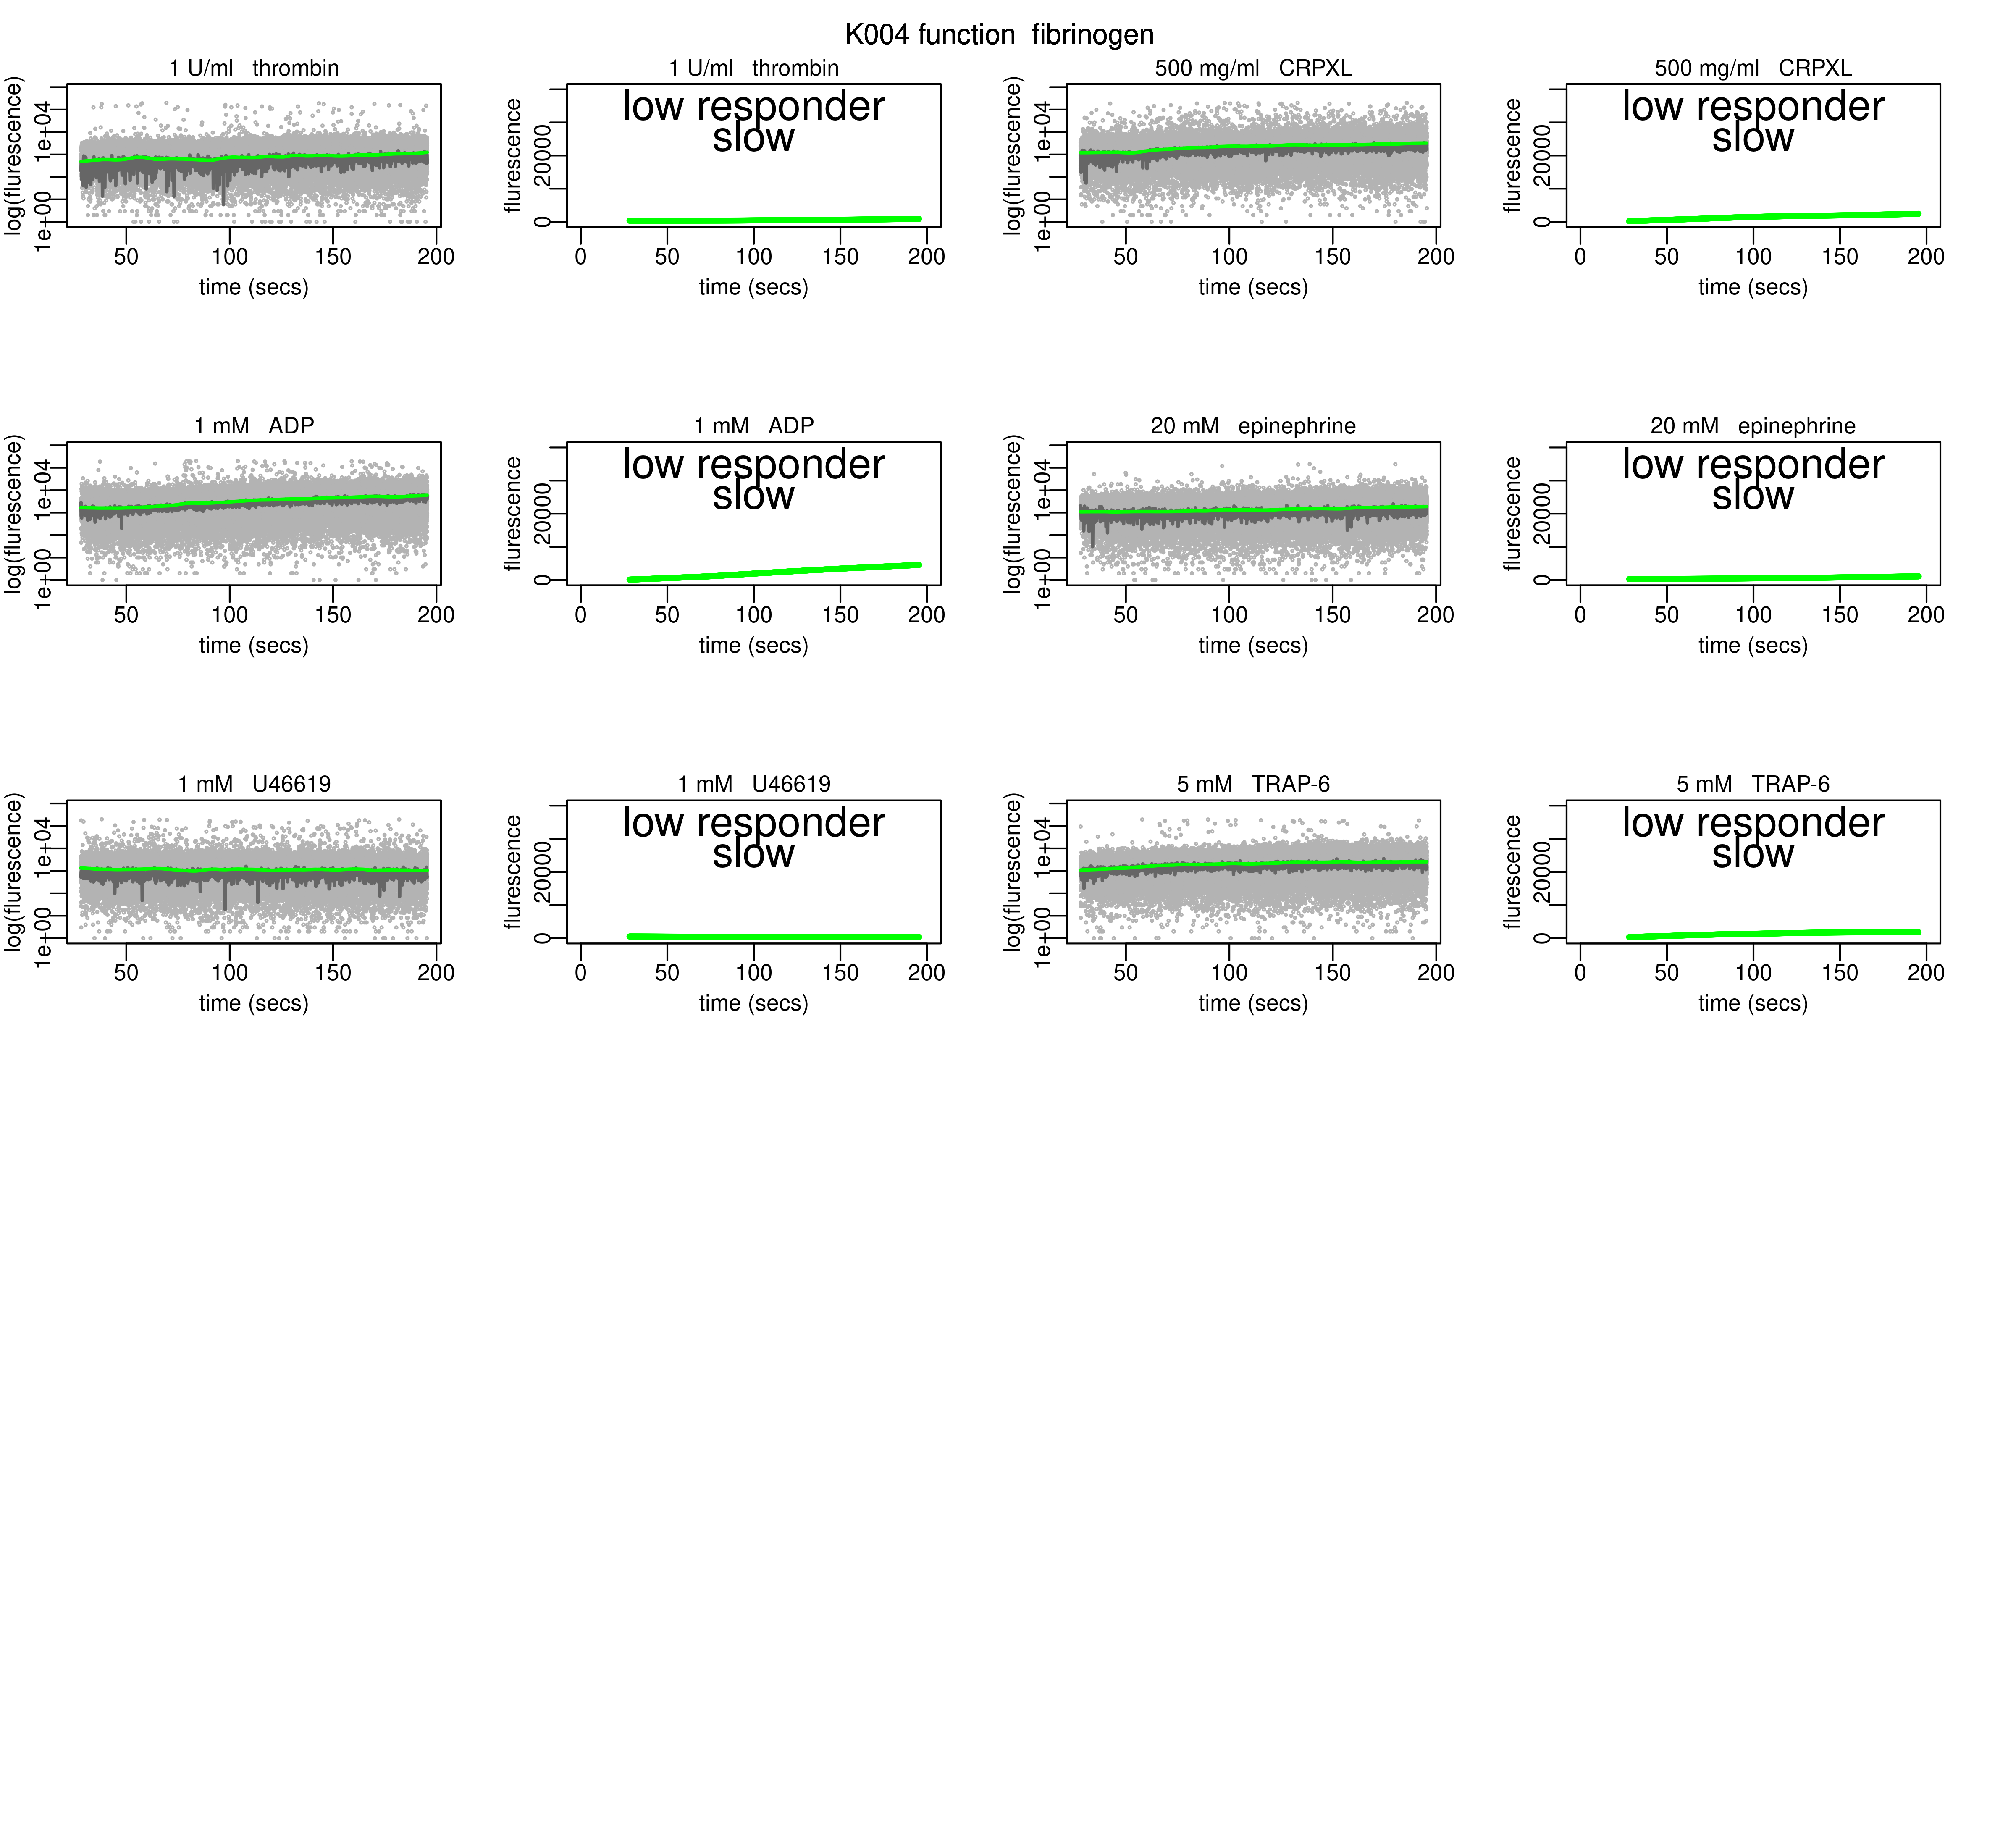 K004 function  fibrinogen
1 U/ml   thrombin
log(flurescence)
1e+00 1e+04
50 100 150 200
time (secs)
1 U/ml   thrombin
low responder
slow
flurescence
0 20000
0 50 100 150 200
time (secs)
500 mg/ml   CRPXL
log(flurescence)
1e+00 1e+04
50 100 150 200
time (secs)
500 mg/ml   CRPXL
low responder
slow
flurescence
0 20000
0 50 100 150 200
time (secs)
1 mM   ADP
log(flurescence)
1e+00 1e+04
50 100 150 200
time (secs)
1 mM   ADP
low responder
slow
flurescence
0 20000
0 50 100 150 200
time (secs)
20 mM   epinephrine
log(flurescence)
1e+00 1e+04
50 100 150 200
time (secs)
20 mM   epinephrine
low responder
slow
flurescence
0 20000
0 50 100 150 200
time (secs)
1 mM   U46619
log(flurescence)
1e+00 1e+04
50 100 150 200
time (secs)
1 mM   U46619
low responder
slow
flurescence
0 20000
0 50 100 150 200
time (secs)
5 mM   TRAP-6
log(flurescence)
1e+00 1e+04
50 100 150 200
time (secs)
5 mM   TRAP-6
low responder
slow
flurescence
0 20000
0 50 100 150 200
time (secs)